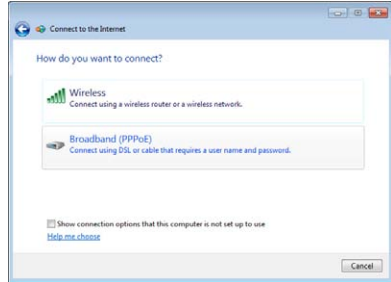 Connect to the Internet
How do you want to connect?
Wireless
Connect using a wireless router or a wireless network.
Broadband (PPPoE)
Connect using DSL or cable that requires a user name and password.
Show connection options that this computer is not set up to use
Help me choose
Cancel